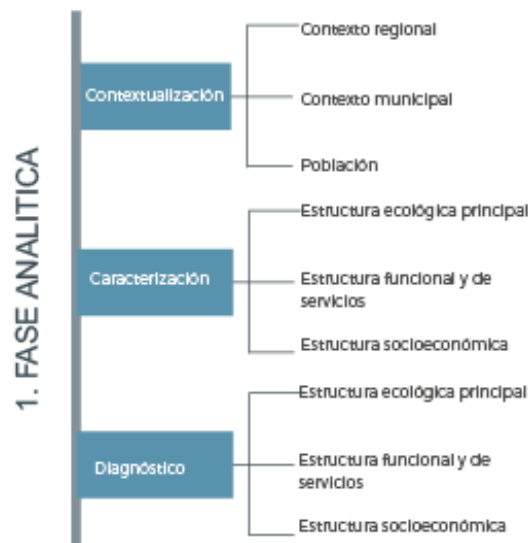 1. FASE ANALITICA
Contextualización
Contexto regional
Contexto municipal
Población
Caracterización
Estructura ecológica principal
Estructura funcional y de
servicios
Estructura socioeconómica
Diagnóstico
Estructura ecológica principal
Estructura funcional y de
servicios
Estructura socioeconómica